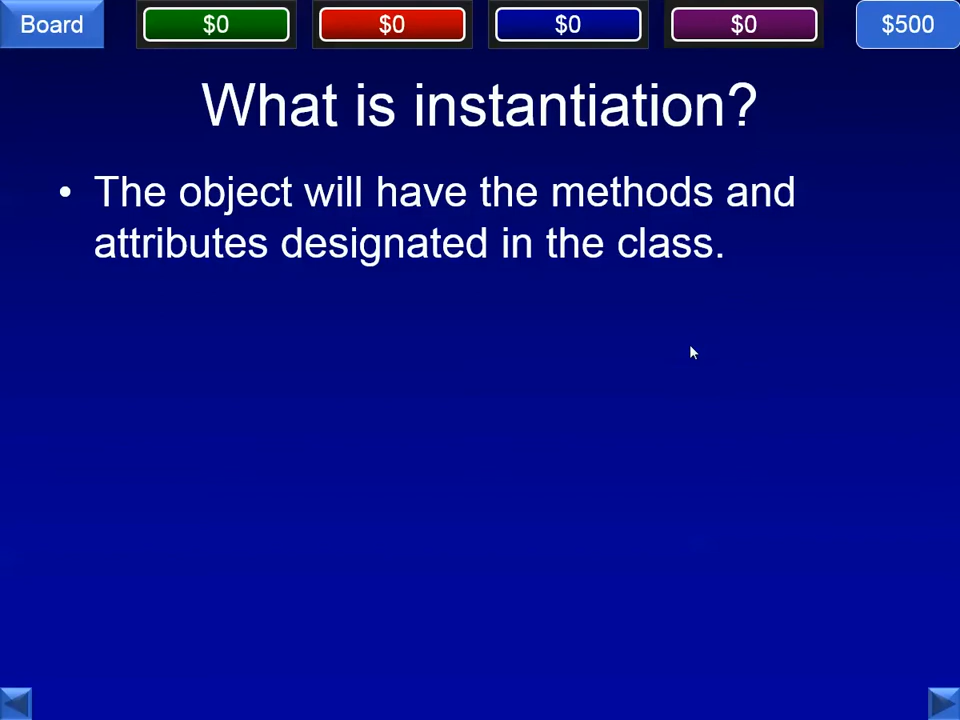 Board $0 $0 $0 $0 $500
What is instantiation?
• The object will have the methods and
attributes designated in the class.